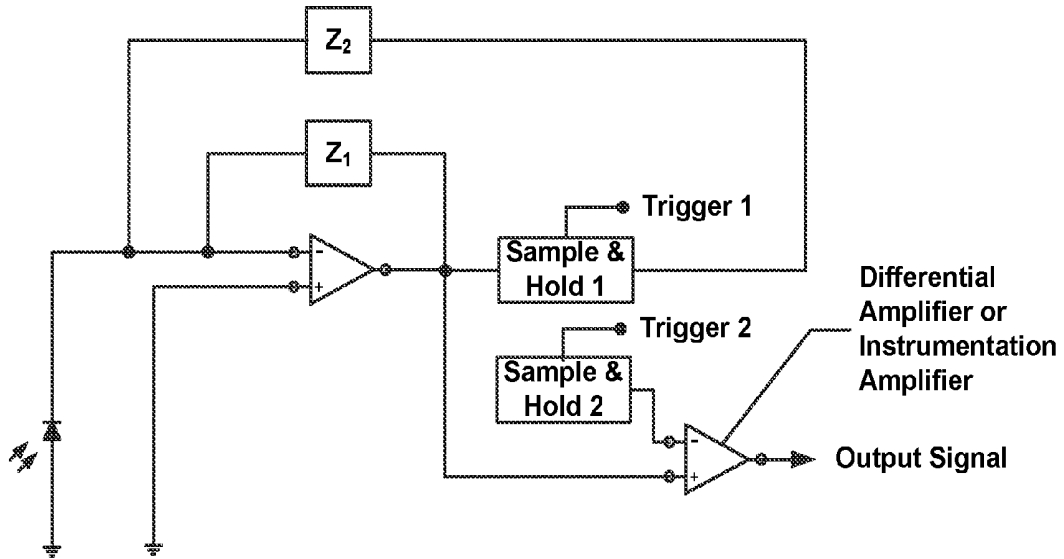 Z2
Z1
Trigger 1
Sample &
Hold 1
Differential
Amplifier or
Instrumentation
Amplifier
Trigger 2
Sample &
Hold 2
-
+
-
+
Output Signal